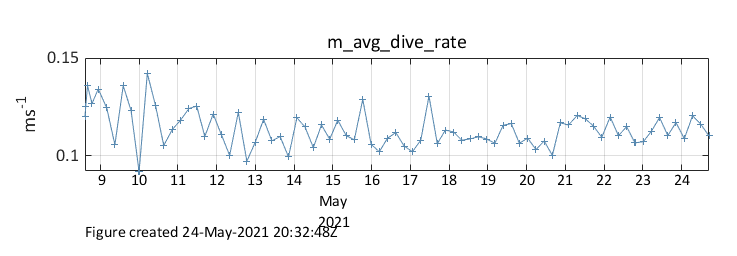 m_avg_dive_rate
0.15
ms-1
0.1
9 10 11 12 13 14 15 16 17 18 19 20 21 22 23 24
May
2021
Figure created 24-May-2021 20:32:48Z